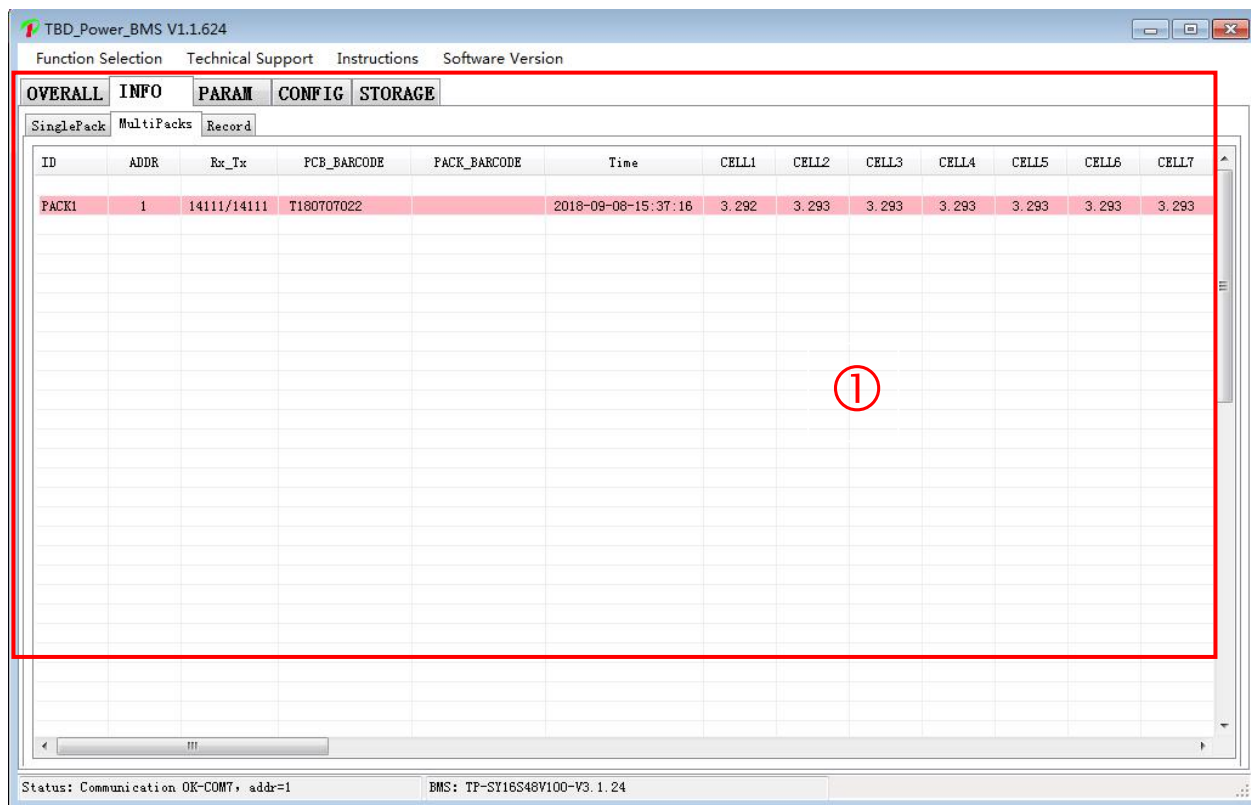 TBD_Power_BMS V1.1.624
Function Selection Technical Support Instructions Software Version
OVERALL INFO PARAM CONFIG STORAGE
SinglePack MultiPacks Record
ID ADDR Rx_Tx PCB_BARCODE PACK_BARCODE Time CELL1 CELL2 CELL3 CELL4 CELL5 CELL6 CELL7
PACK1 1 14111/14111 T180707022 2018-09-08-15:37:16 3.292 3.293 3.293 3.293 3.293 3.293 3.293
①
Status: Communication OK-COM7, addr=1 BMS: TP-SY16S48V100-V3.1.24